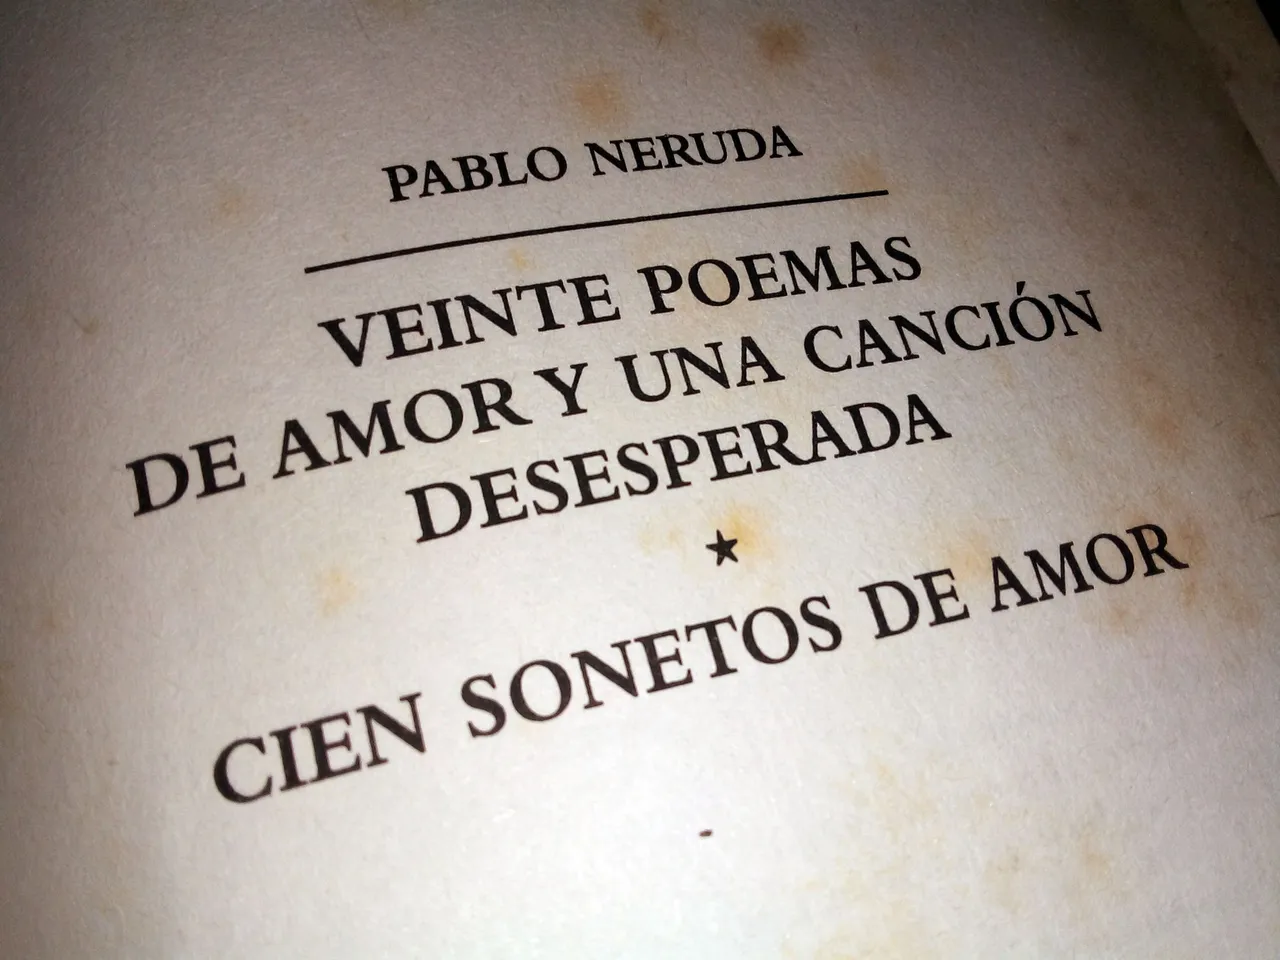 PABLO NERUDA
VEINTE POEMAS
DE AMOR Y UNA CANCIÓN
DESESPERADA
★
CIEN SONETOS DE AMOR